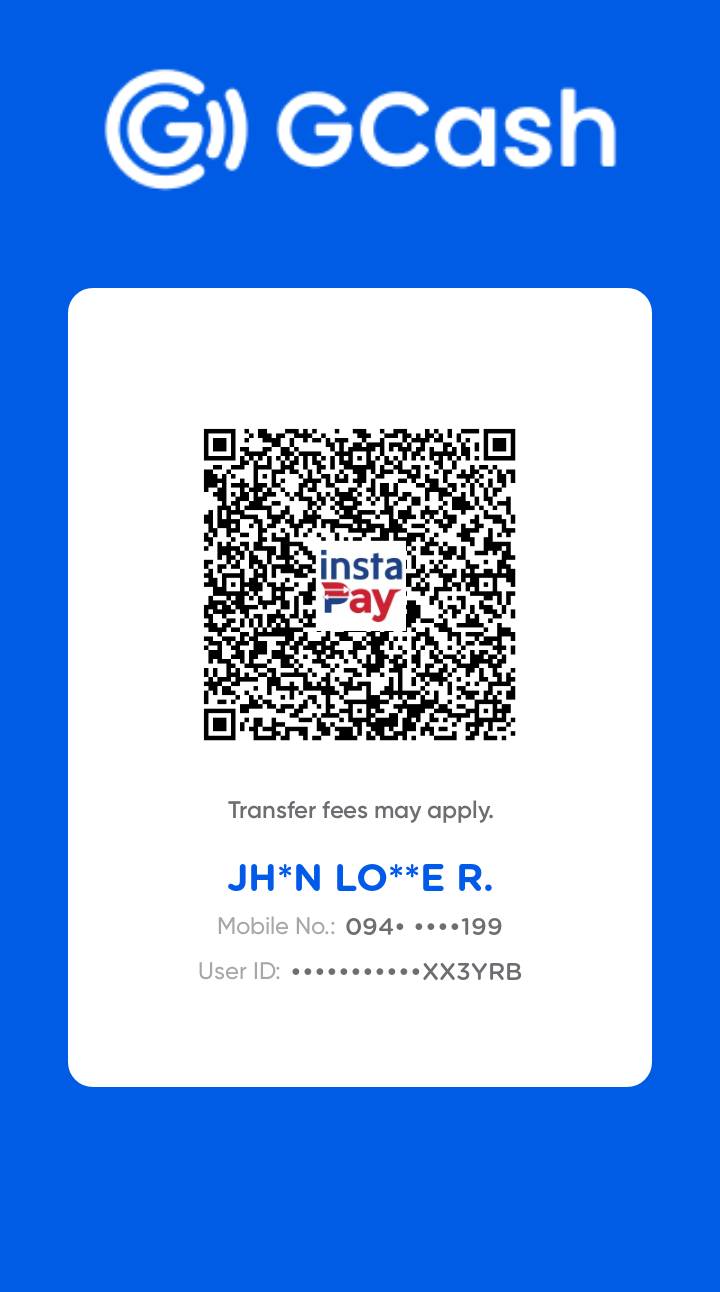 GCash
insta
Pay
Transfer fees may apply.
JH*N LO**E R.
Mobile No.: 094• ••••199
User ID: •••••••••••XX3YRB